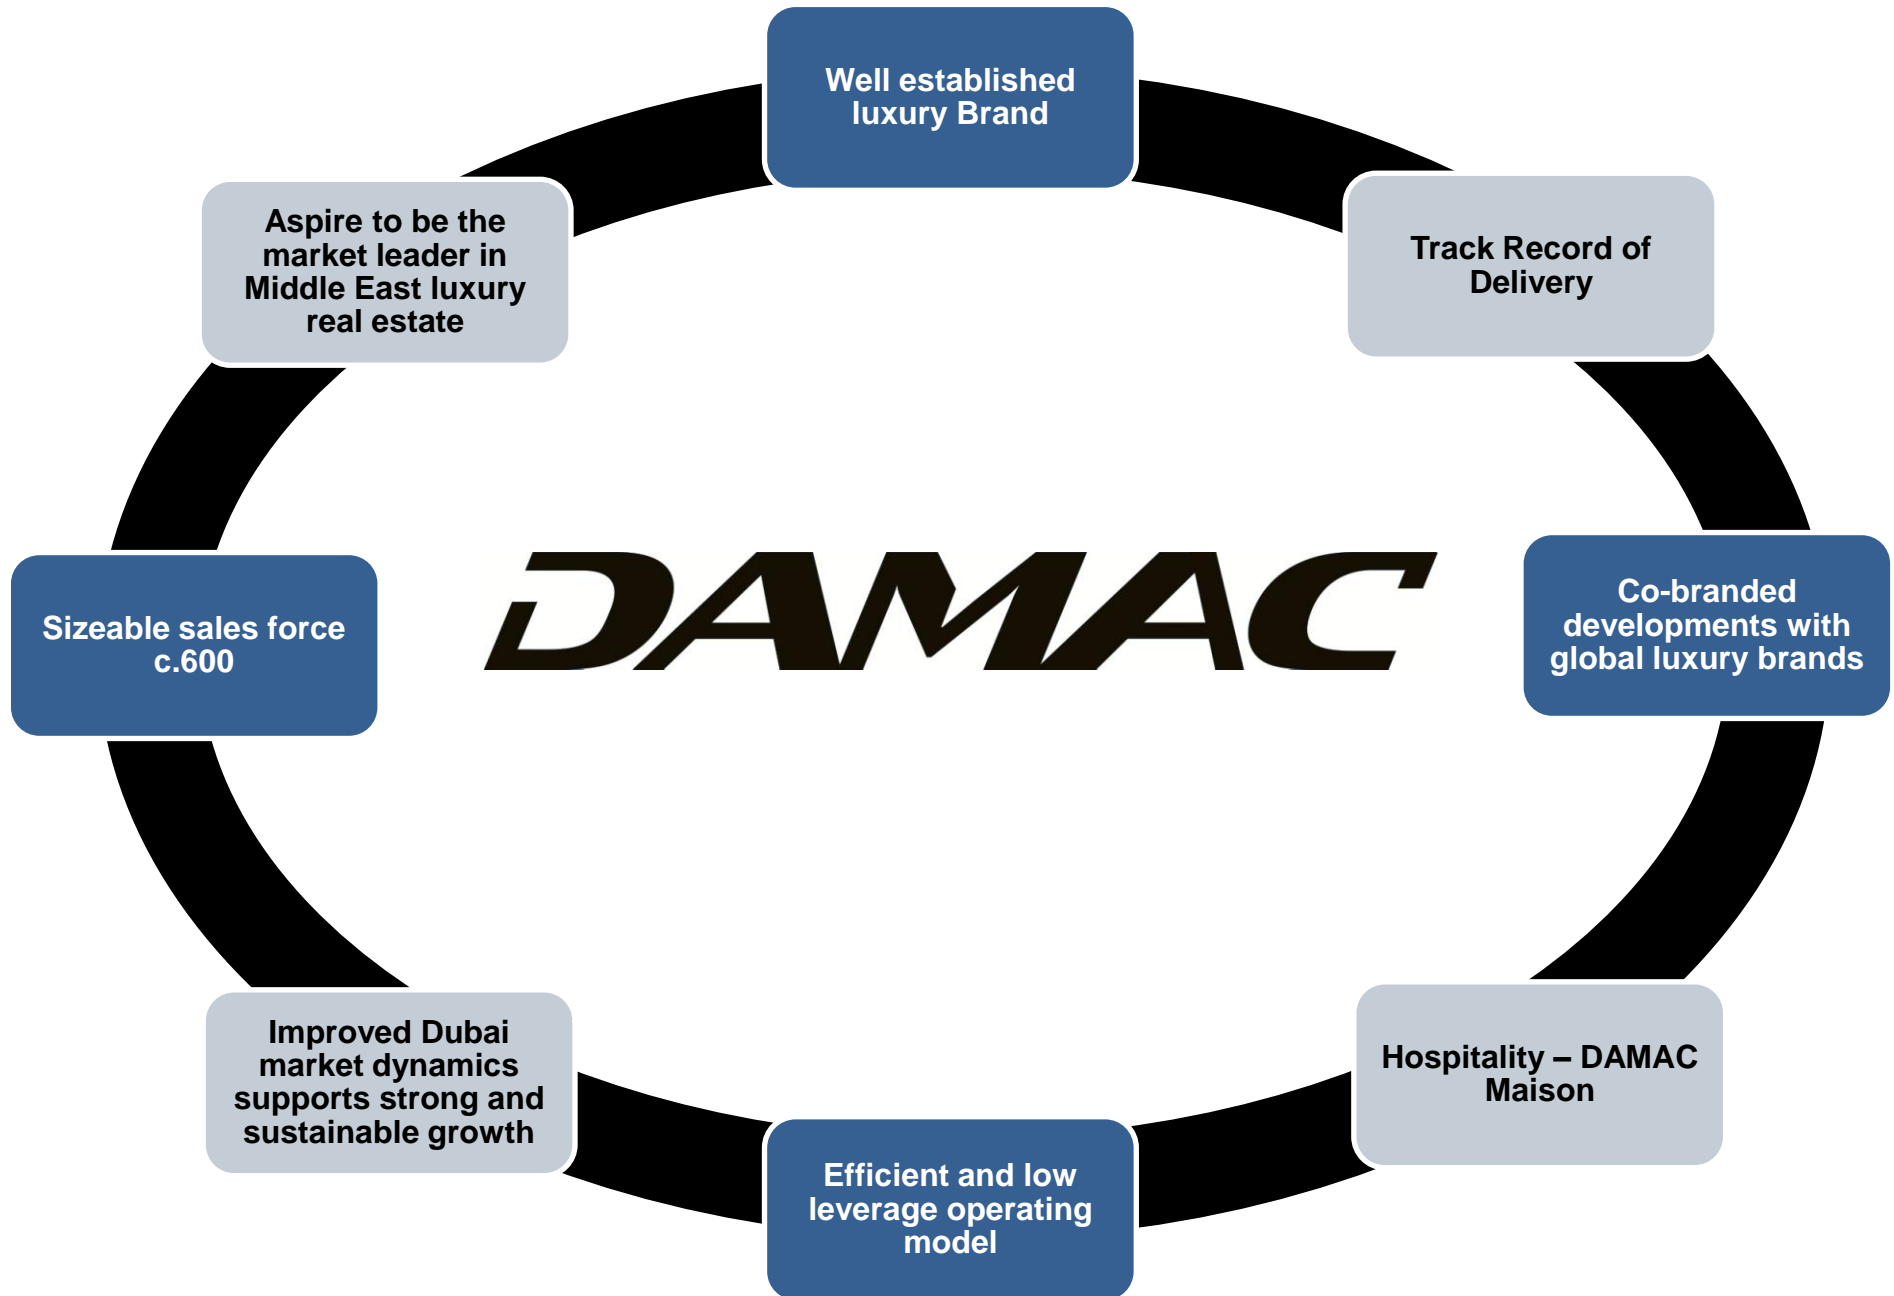 Well established
luxury Brand
Track Record of
Delivery
Co-branded
developments with
global luxury brands
Hospitality – DAMAC
Maison
Efficient and low
leverage operating
model
Improved Dubai
market dynamics
supports strong and
sustainable growth
Sizeable sales force
c.600
Aspire to be the
market leader in
Middle East luxury
real estate
DAMAC